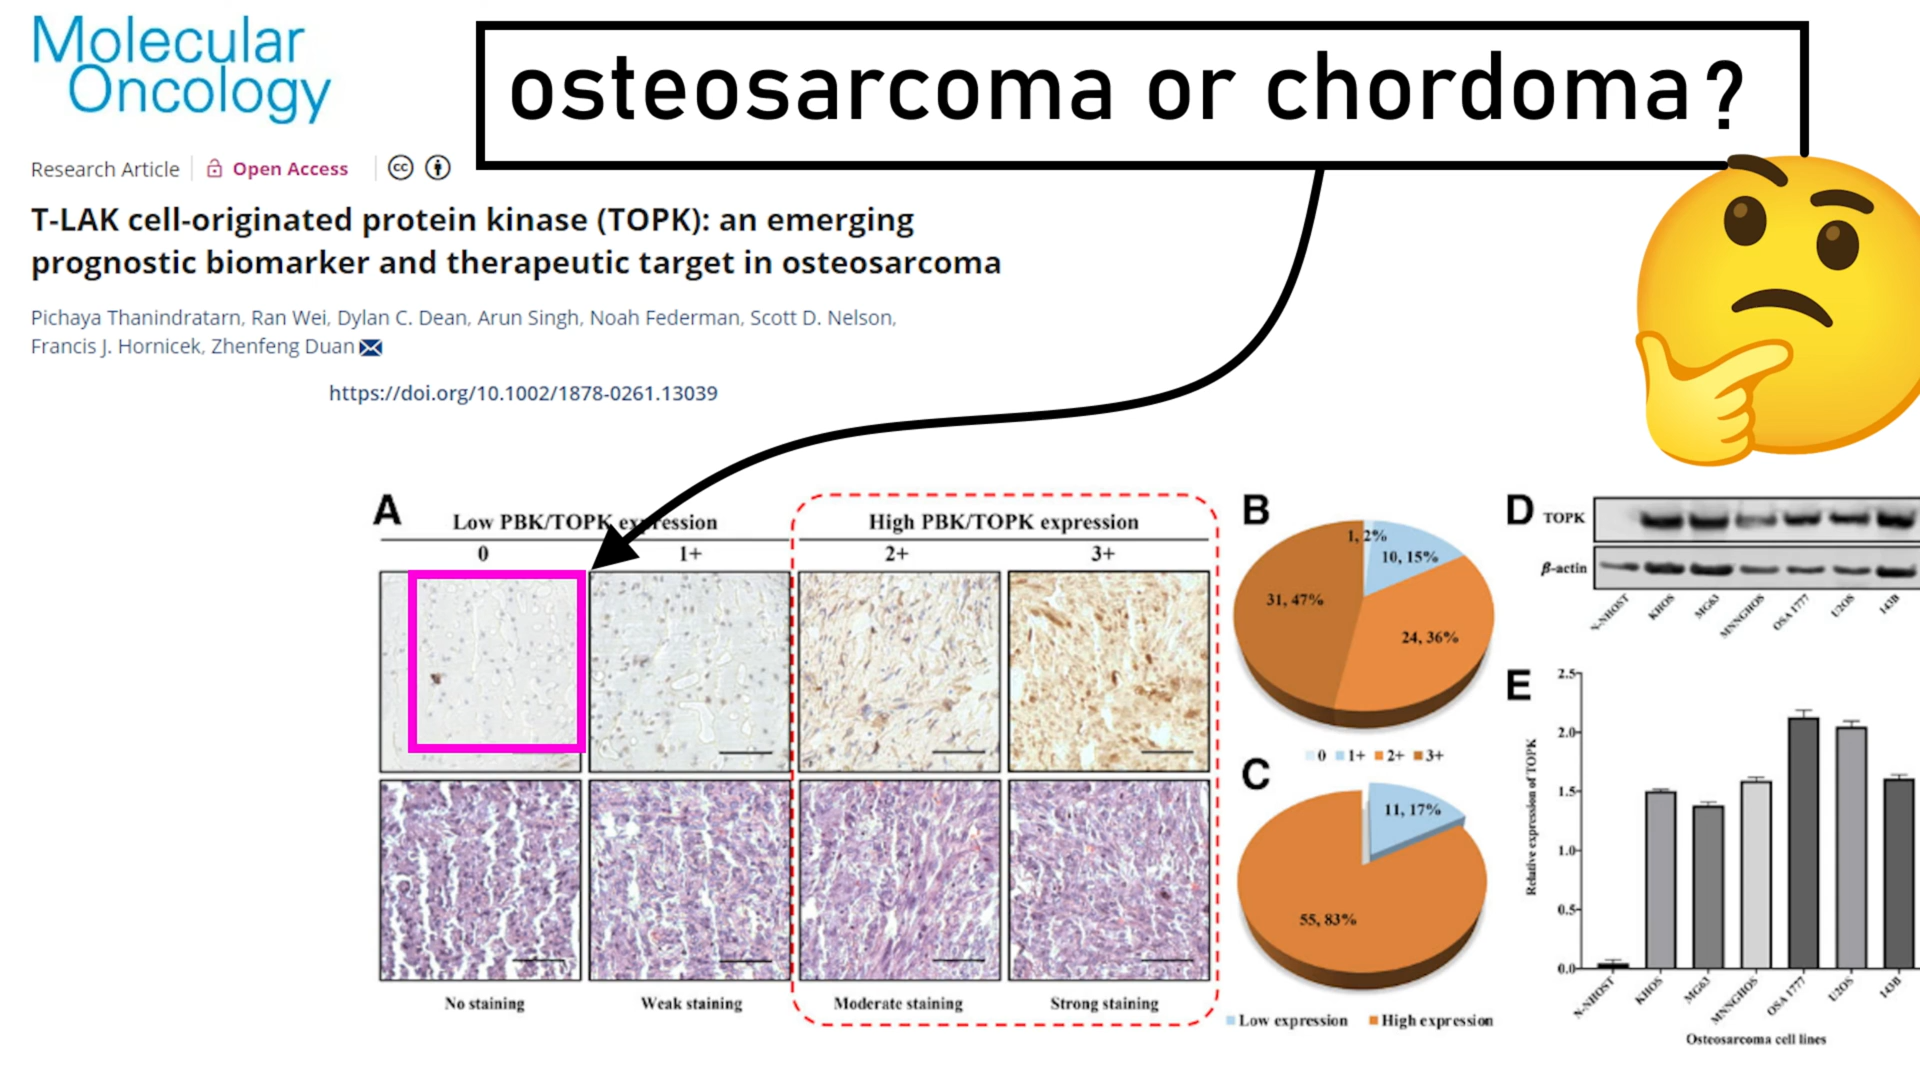 Molecular
Oncology
osteosarcoma or chordoma?
Research Article
Open Access
cc
T-LAK cell-originated protein kinase (TOPK): an emerging
prognostic biomarker and therapeutic target in osteosarcoma
Pichaya Thanindratarn, Ran Wei, Dylan C. Dean, Arun Singh, Noah Federman, Scott D. Nelson,
Francis J. Hornicek, Zhenfeng Duan
https://doi.org/10.1002/1878-0261.13039
A
Low PBK/TOPK expression
High PBK/TOPK expression
0
1+
2+
3+
No staining
Weak staining
Moderate staining
Strong staining
B
1, 2%
10, 15%
31, 47%
24, 36%
0 1+ 2+ 3+
C
11, 17%
55, 83%
Low expression High expression
D
TOPK
β-actin
N-NHOST KHOS MG63 MNNGHOS OSA 1777 U2OS 143B
E
Relative expression of TOPK
2.5
2.0
1.5
1.0
0.5
0.0
N-NHOST KHOS MG63 MNNGHOS OSA 1777 U2OS 143B
Osteosarcoma cell lines